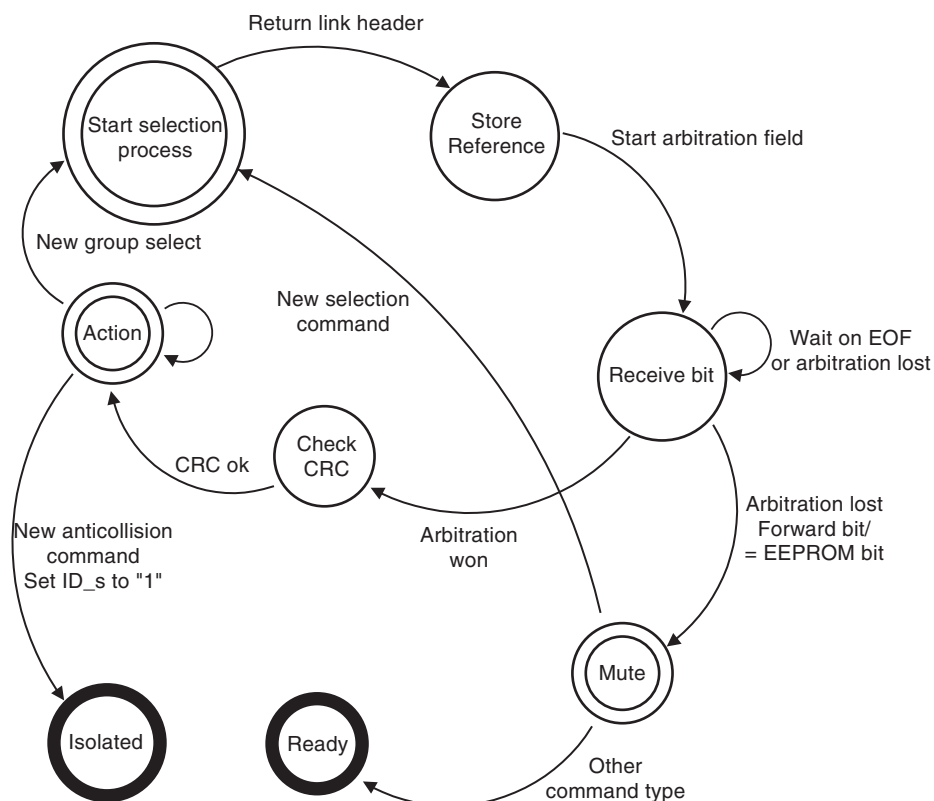 Return link header
Start selection
process
Store
Reference
Start arbitration field
New group select
New selection
command
Action
Wait on EOF
or arbitration lost
Receive bit
Check
CRC
CRC ok
Arbitration
won
Arbitration lost
Forward bit/
= EEPROM bit
New anticollision
command
Set ID_s to "1"
Mute
Isolated
Ready
Other
command type